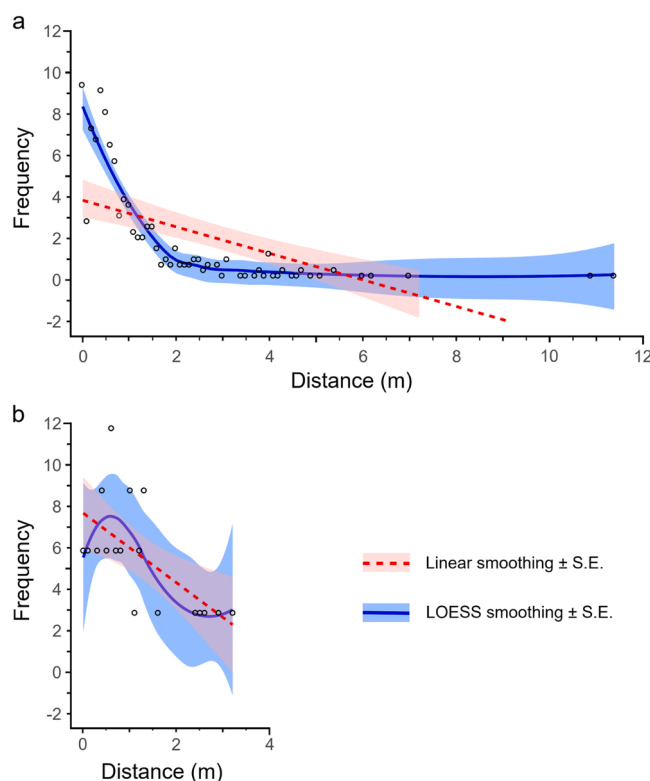 a
12
10
8
6
4
2
0
-2
Frequency
0 2 4 6 8 10 12
Distance (m)
b
12
10
8
6
4
2
0
-2
Frequency
0 2 4
Distance (m)
Linear smoothing ± S.E.
LOESS smoothing ± S.E.